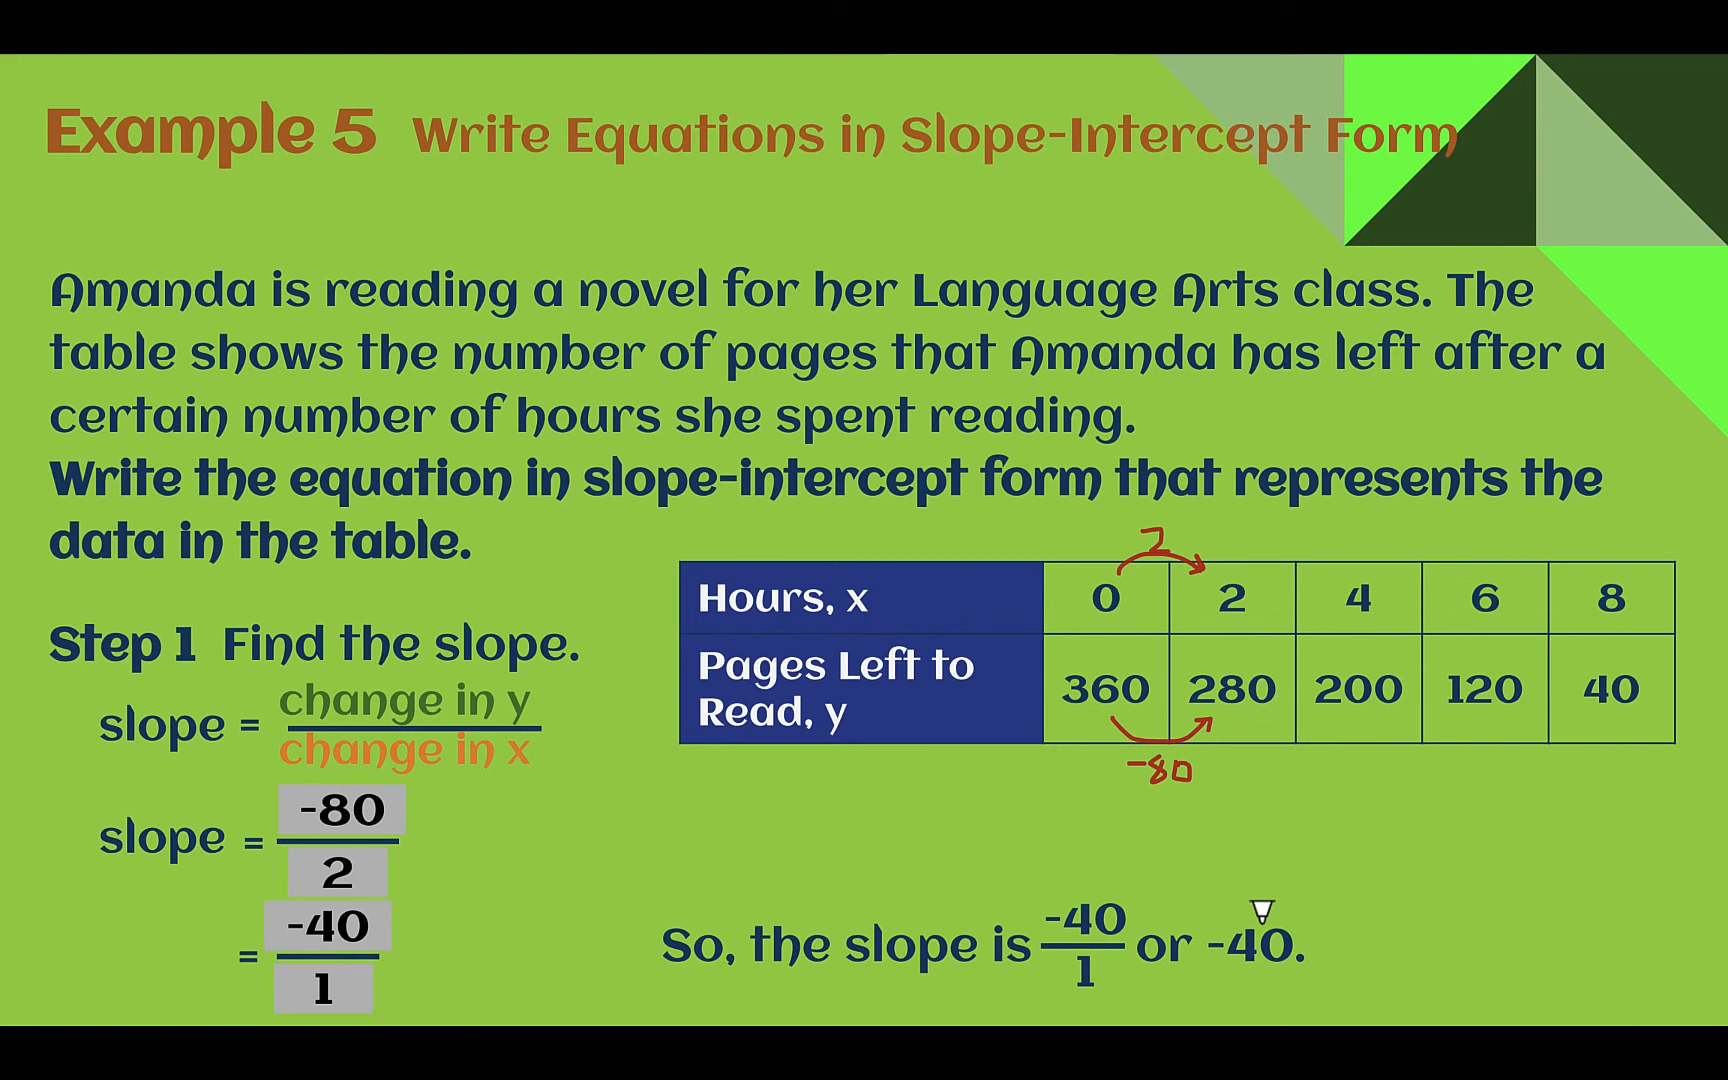 Example 5 Write Equations in Slope-Intercept Form
Amanda is reading a novel for her Language Arts class. The
table shows the number of pages that Amanda has left after a
certain number of hours she spent reading.
Write the equation in slope-intercept form that represents the
data in the table.
2
Hours, x 0 2 4 6 8
Pages Left to
Read, y 360 280 200 120 40
-80
Step 1 Find the slope.
slope = change in y
change in x
slope = -80
2
= -40
1
So, the slope is -40 or -40.
1